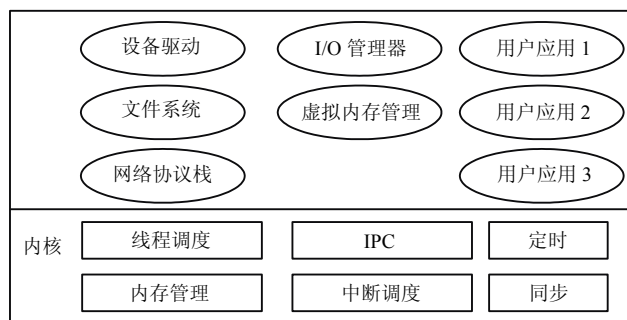 设备驱动 I/O 管理器 用户应用 1
文件系统 虚拟内存管理 用户应用 2
网络协议栈 用户应用 3
内核 线程调度 IPC 定时
内存管理 中断调度 同步